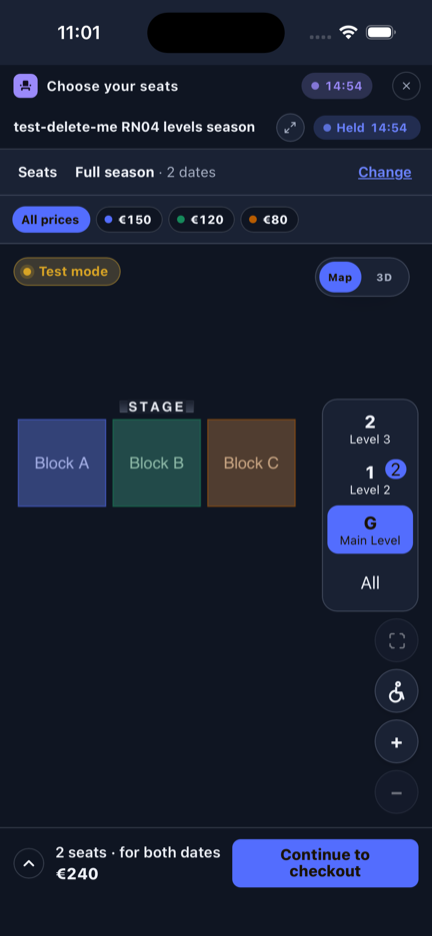 11:01
Choose your seats
14:54
test-delete-me RN04 levels season
Held 14:54
Seats Full season · 2 dates
Change
All prices
€150
€120
€80
Test mode
Map
3D
STAGE
Block A
Block B
Block C
2
Level 3
1
2
Level 2
G
Main Level
All
+
−
2 seats · for both dates
€240
Continue to
checkout